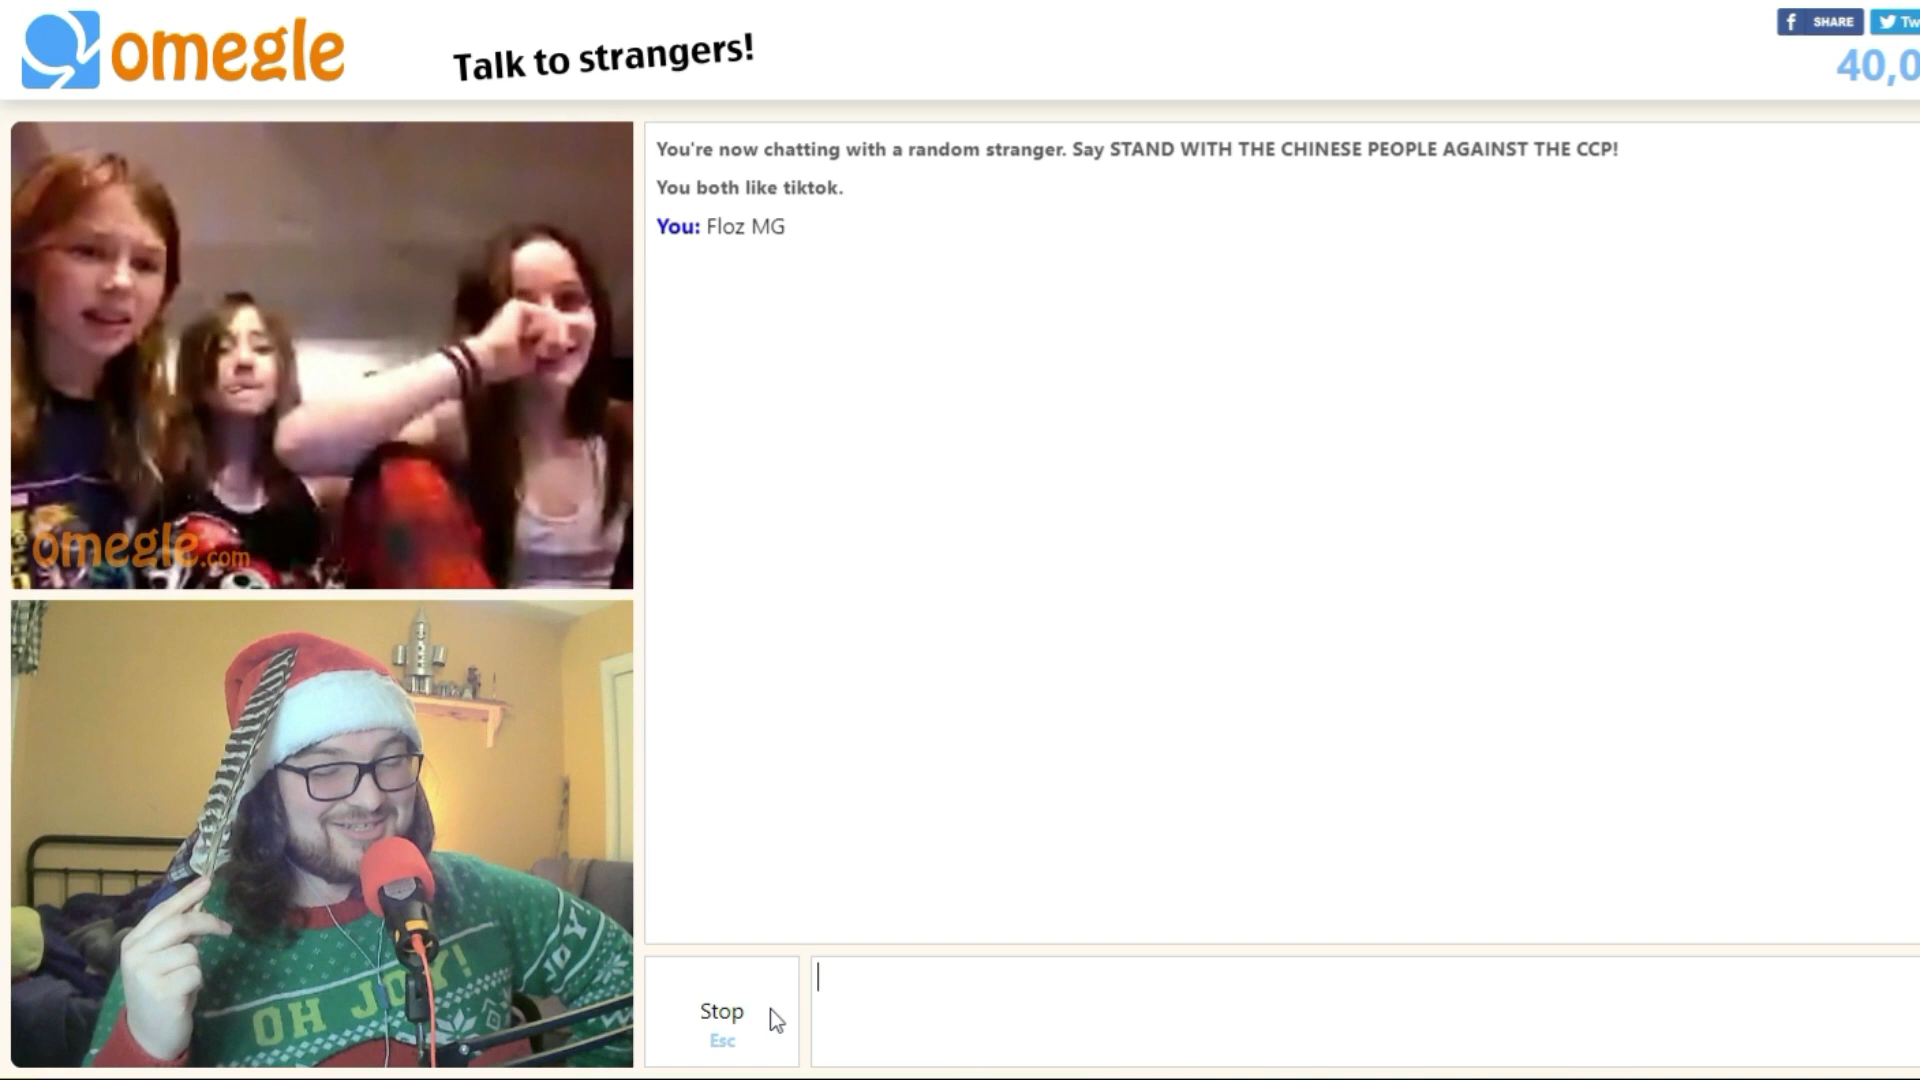 omegle
Talk to strangers!
SHARE
Tw
40,0
You're now chatting with a random stranger. Say STAND WITH THE CHINESE PEOPLE AGAINST THE CCP!
You both like tiktok.
You: Floz MG
omegle.com
OH JOY!
JOY!
Stop
Esc